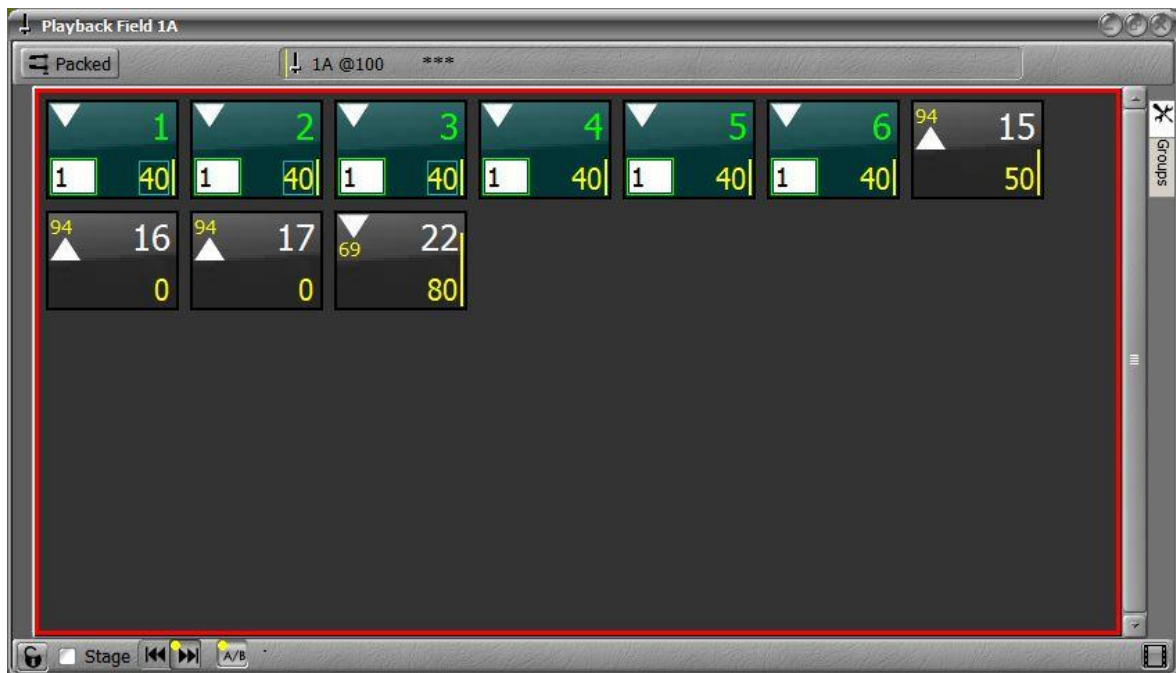 Playback Field 1A
Packed
1A @100 ***
1 2 3 4 5 6 94 15
1 40 1 40 1 40 1 40 1 40 1 40 50
94 16 94 17 69 22
0 0 80
Groups
Stage A/B